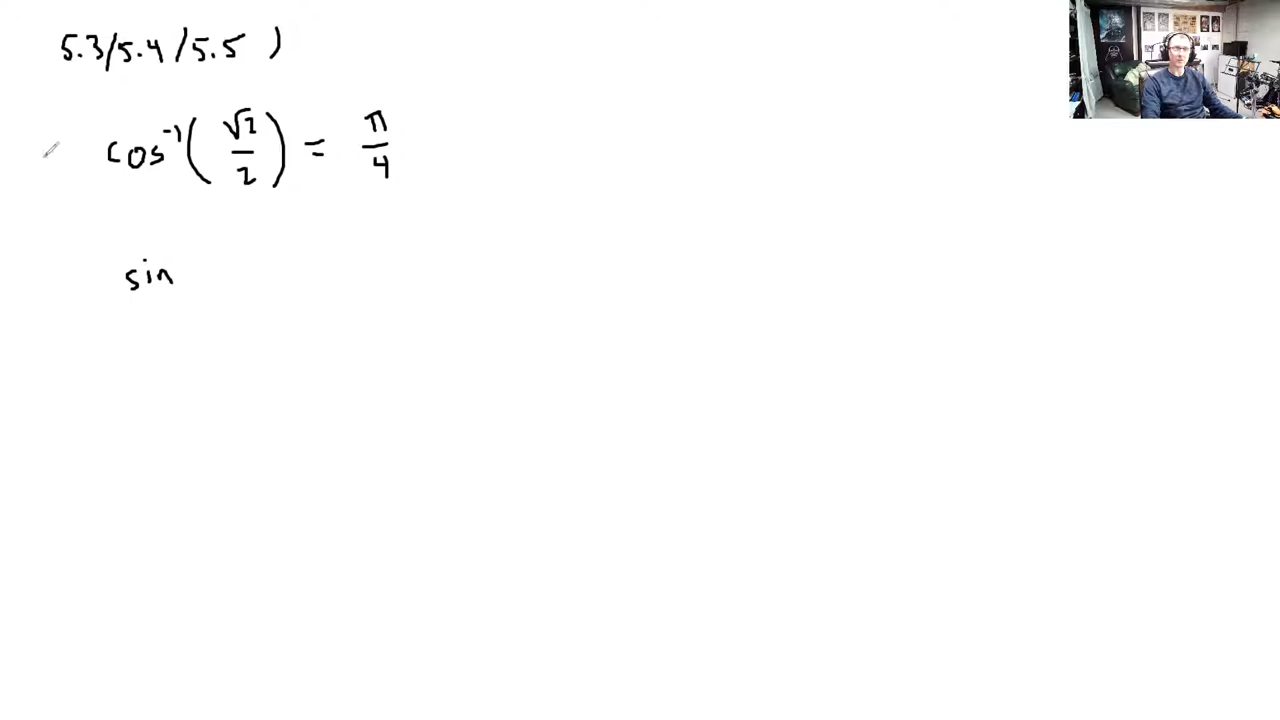 5.3/5.4/5.5)
cos⁻¹(√2/2) = π/4
sin